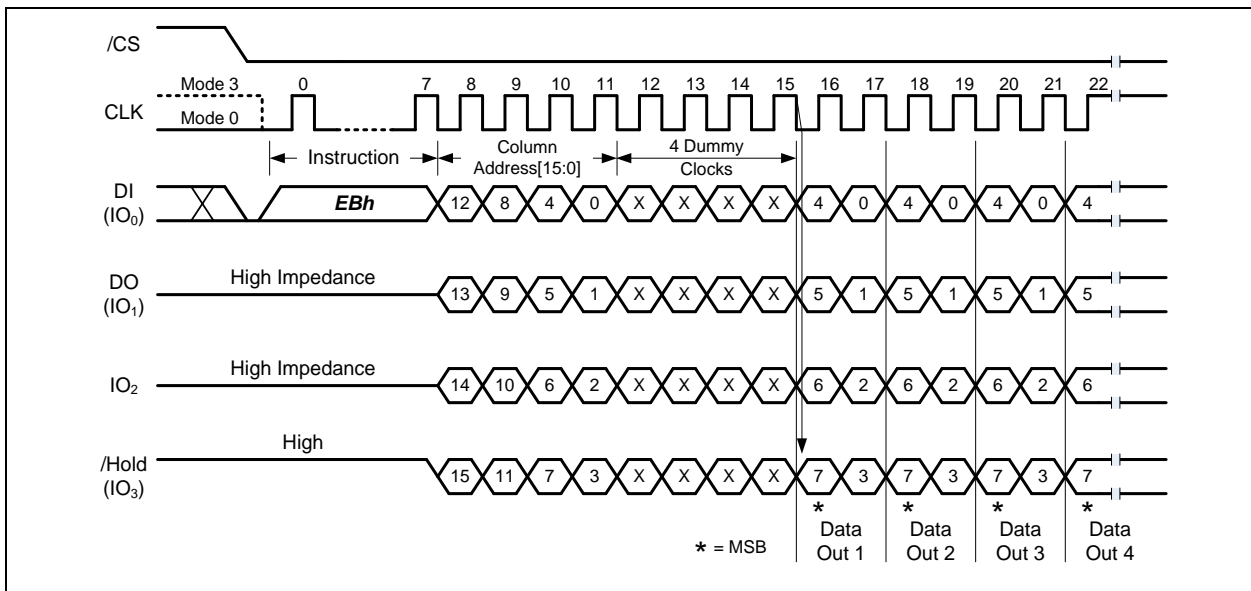 /CS
Mode 3
0 7 8 9 10 11 12 13 14 15 16 17 18 19 20 21 22
CLK
Mode 0
Instruction
Column
Address[15:0]
4 Dummy
Clocks
DI
(IO0)
EBh
12 8 4 0 X X X X 4 0 4 0 4 0 4
DO
(IO1)
High Impedance
13 9 5 1 X X X X 5 1 5 1 5 1 5
IO2
High Impedance
14 10 6 2 X X X X 6 2 6 2 6 2 6
/Hold
(IO3)
High
15 11 7 3 X X X X 7 3 7 3 7 3 7
* * * *
* = MSB
Data
Out 1
Data
Out 2
Data
Out 3
Data
Out 4